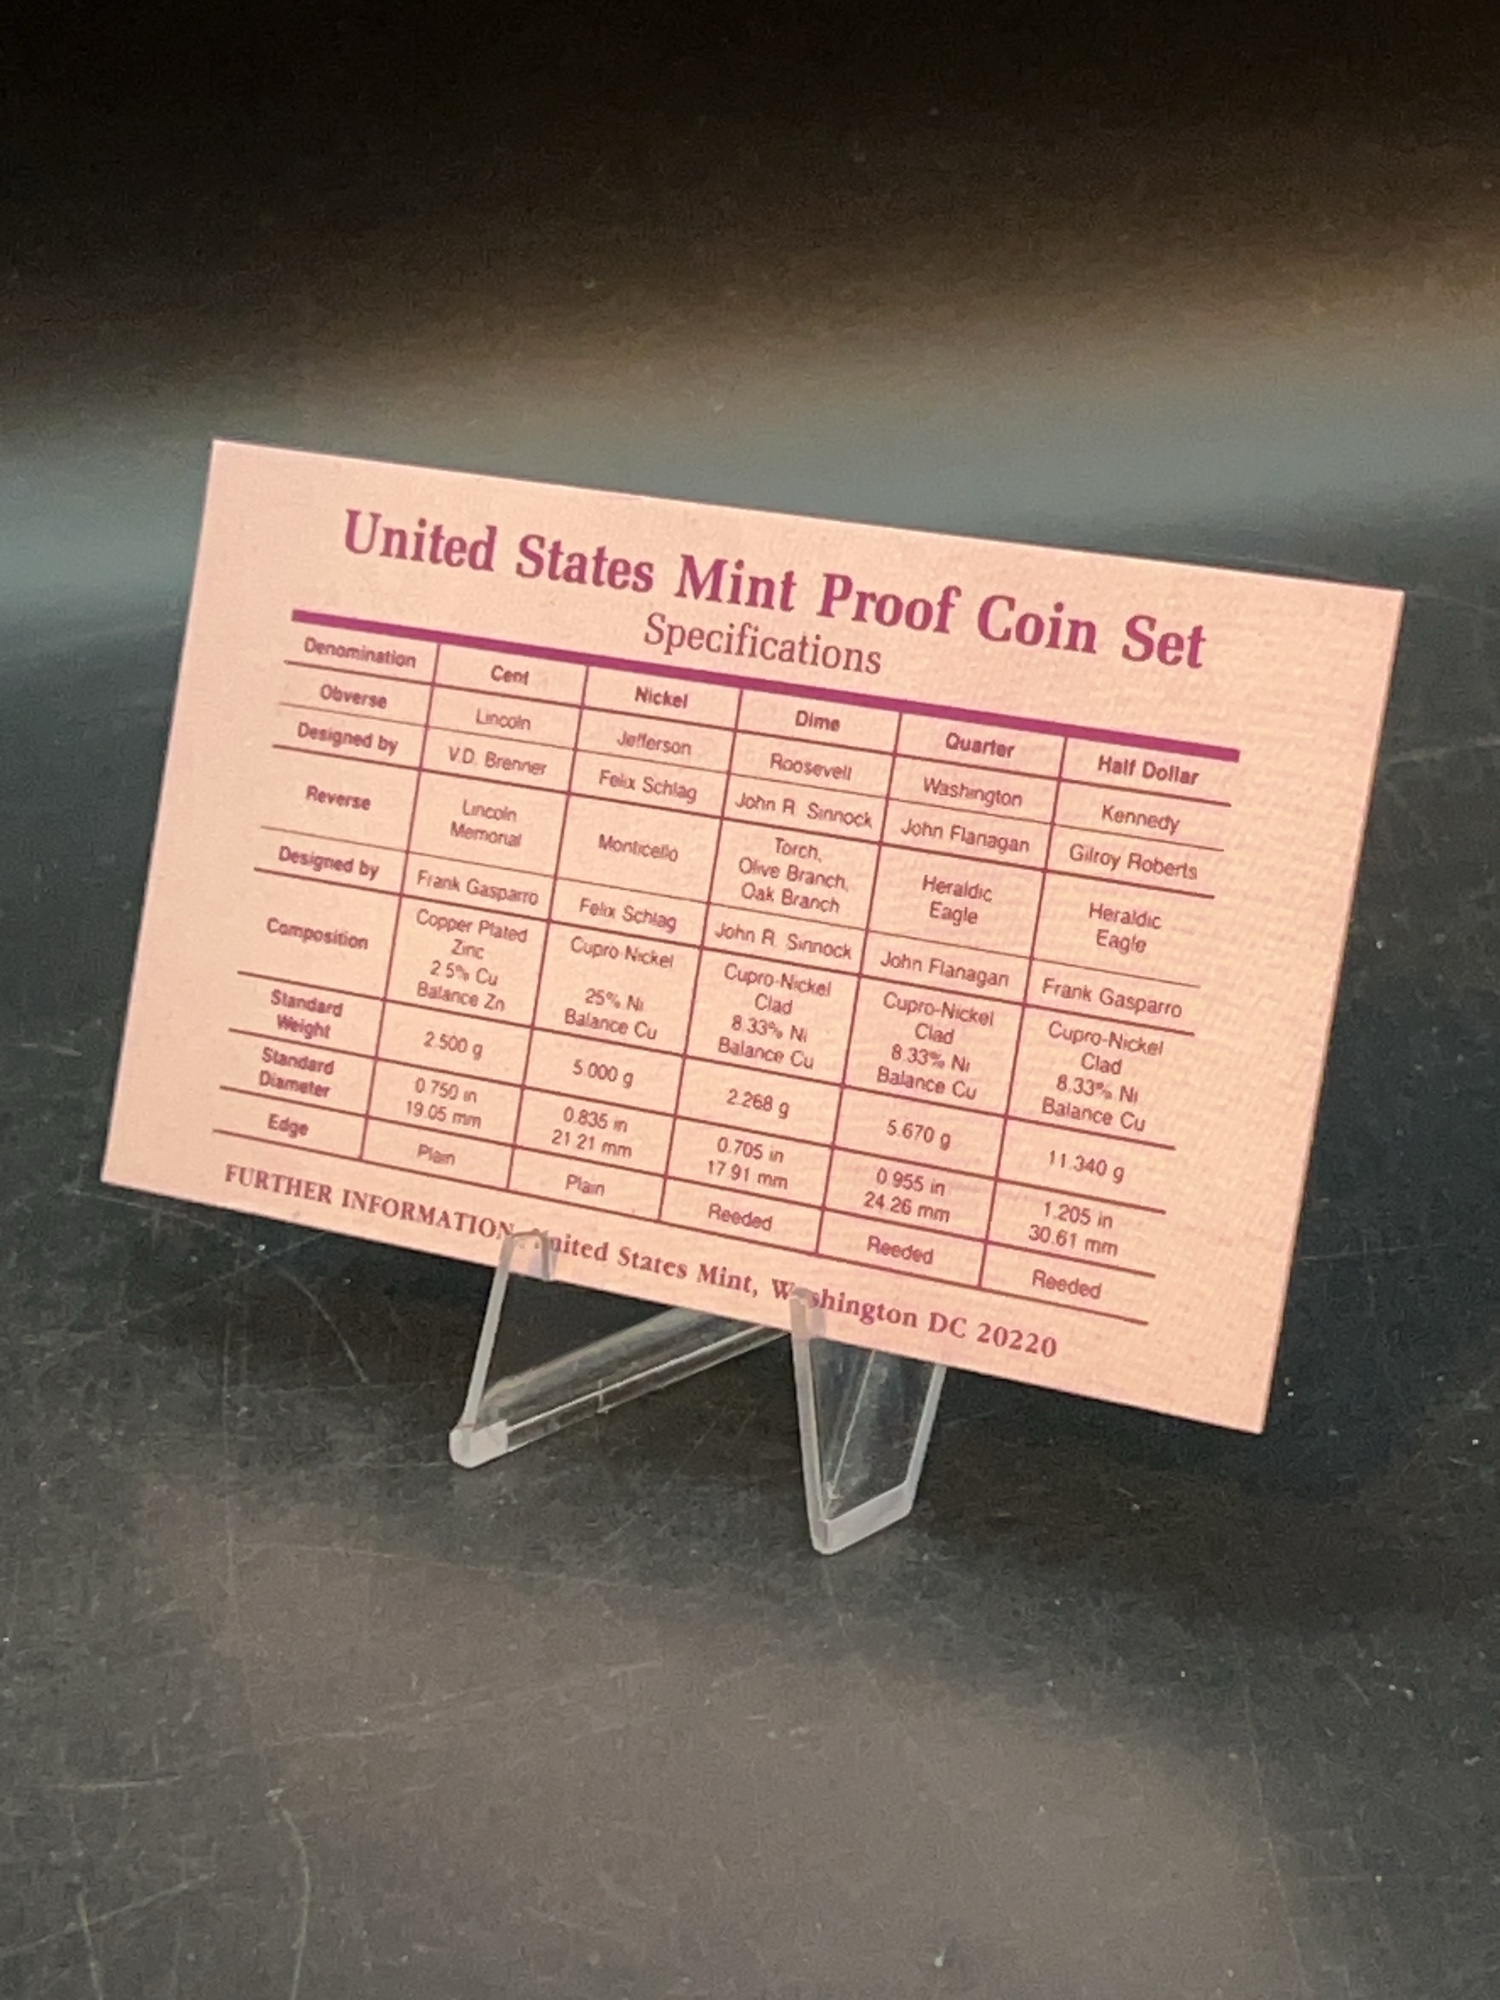 United States Mint Proof Coin Set
Specifications
Denomination Cent Nickel Dime Quarter Half Dollar
Obverse Lincoln Jefferson Roosevelt Washington Kennedy
Designed by V.D. Brenner Felix Schlag John R. Sinnock John Flanagan Gilroy Roberts
Reverse Lincoln Memorial Monticello Torch, Olive Branch, Oak Branch Heraldic Eagle Heraldic Eagle
Designed by Frank Gasparro Felix Schlag John R. Sinnock John Flanagan Frank Gasparro
Composition Copper Plated Zinc 2.5% Cu Balance Zn Cupro-Nickel 25% Ni Balance Cu Cupro-Nickel Clad 8.33% Ni Balance Cu Cupro-Nickel Clad 8.33% Ni Balance Cu Cupro-Nickel Clad 8.33% Ni Balance Cu
Standard Weight 2.500 g 5.000 g 2.268 g 5.670 g 11.340 g
Standard Diameter 0.750 in 19.05 mm 0.835 in 21.21 mm 0.705 in 17.91 mm 0.955 in 24.26 mm 1.205 in 30.61 mm
Edge Plain Plain Reeded Reeded Reeded
FURTHER INFORMATION: United States Mint, Washington DC 20220